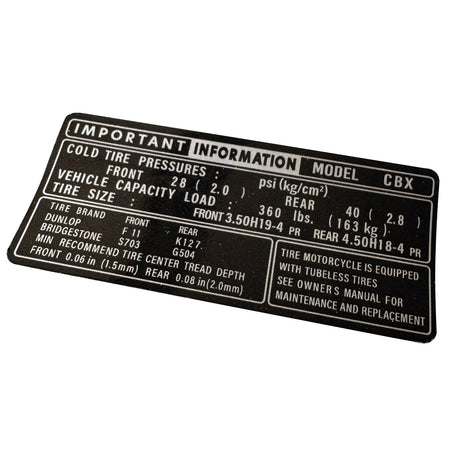 IMPORTANT INFORMATION MODEL CBX
COLD TIRE PRESSURES : psi (kg/cm²)
FRONT 28 ( 2.0 ) REAR 40 ( 2.8 )
VEHICLE CAPACITY LOAD : 360 lbs. (163 kg )
TIRE SIZE : FRONT 3.50H19-4 PR REAR 4.50H18-4 PR
TIRE BRAND FRONT REAR
DUNLOP F 11 K127.
BRIDGESTONE S703 G504
MIN RECOMMEND TIRE CENTER TREAD DEPTH
FRONT 0.06 in (1.5mm) REAR 0.08 in (2.0mm)
TIRE MOTORCYCLE IS EQUIPPED
WITH TUBELESS TIRES
SEE OWNER'S MANUAL FOR
MAINTENANCE AND REPLACEMENT